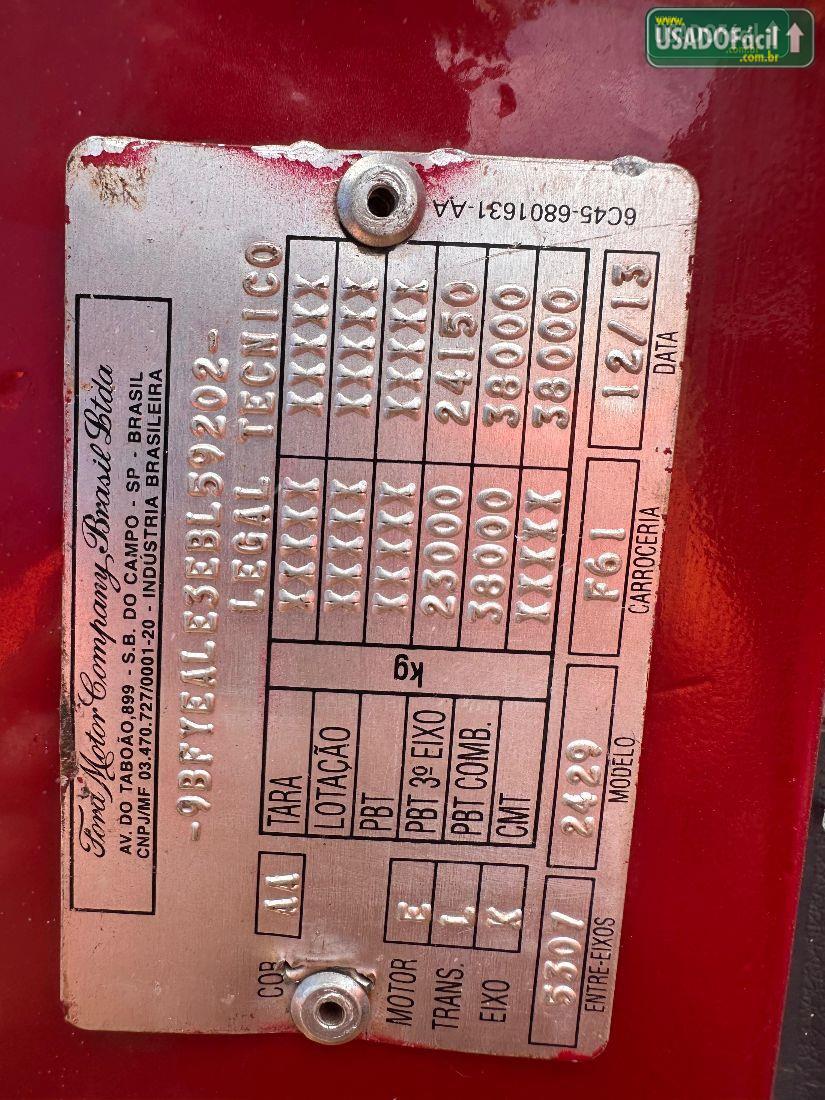 www.
USADOFácil
.com.br
6C45-6801631-AA
Ford Motor Company Brasil Ltda
AV. DO TABOÃO,899 - S.B. DO CAMPO - SP - BRASIL
CNPJ/MF 03.470.727/0001-20 - INDÚSTRIA BRASILEIRA
-9BFYEALE3EBL59202-
LEGAL TECNICO
kg
TARA XXXXX XXXXX
LOTAÇÃO XXXXX XXXXX
PBT XXXXX XXXXX
PBT 3º EIXO 23000 24150
PBT COMB. 38000 38000
CMT XXXXX 38000
COR AA
MOTOR E
TRANS. L
EIXO K
5307 2429 F61 12/13
ENTRE-EIXOS MODELO CARROCERIA DATA